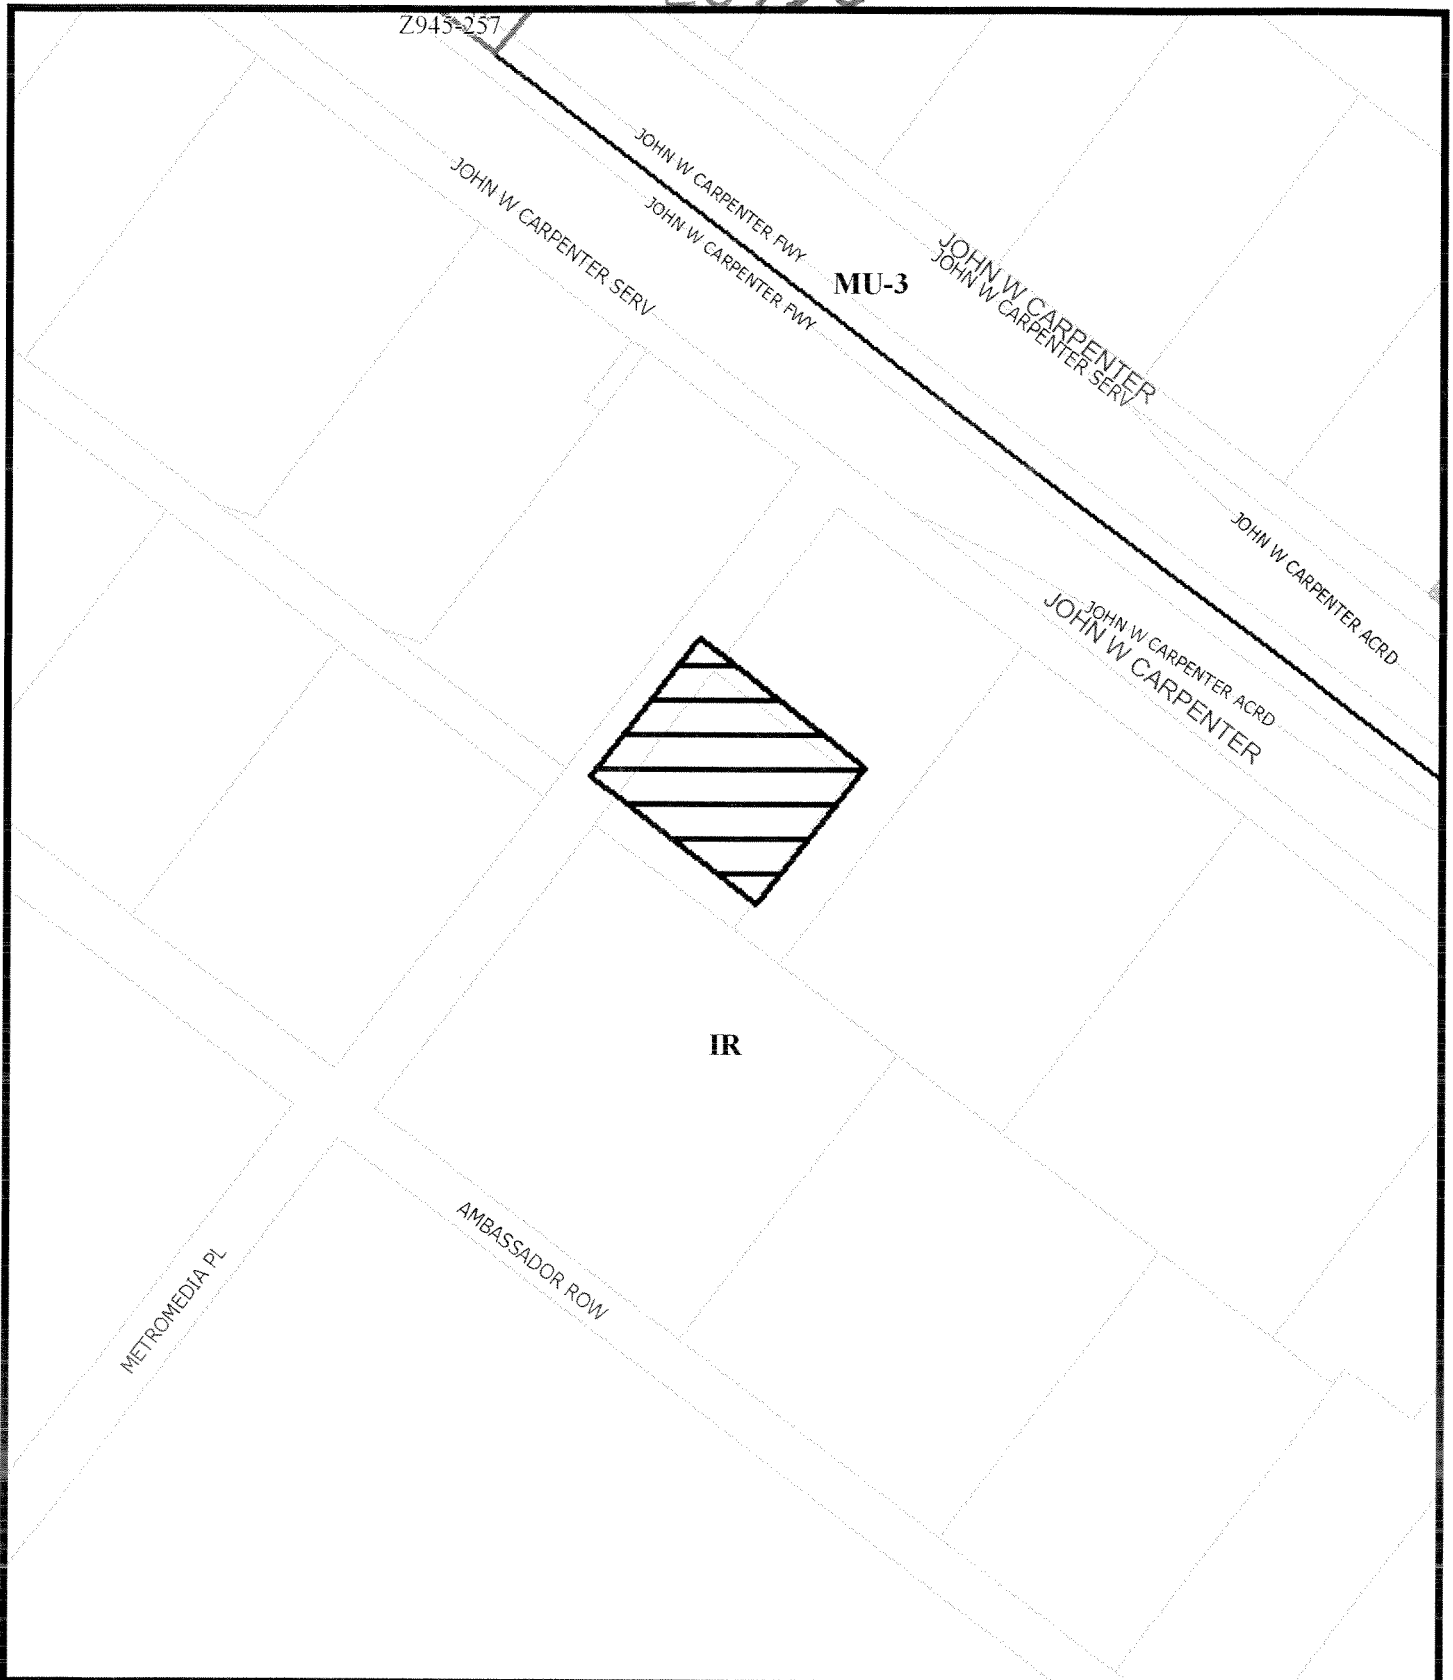 Z945-257
JOHN W CARPENTER FWY
JOHN W CARPENTER SERV
JOHN W CARPENTER FWY
MU-3
JOHN W CARPENTER
JOHN W CARPENTER SERV
JOHN W CARPENTER ACRD
JOHN W CARPENTER ACRD
JOHN W CARPENTER
IR
AMBASSADOR ROW
METROMEDIA PL